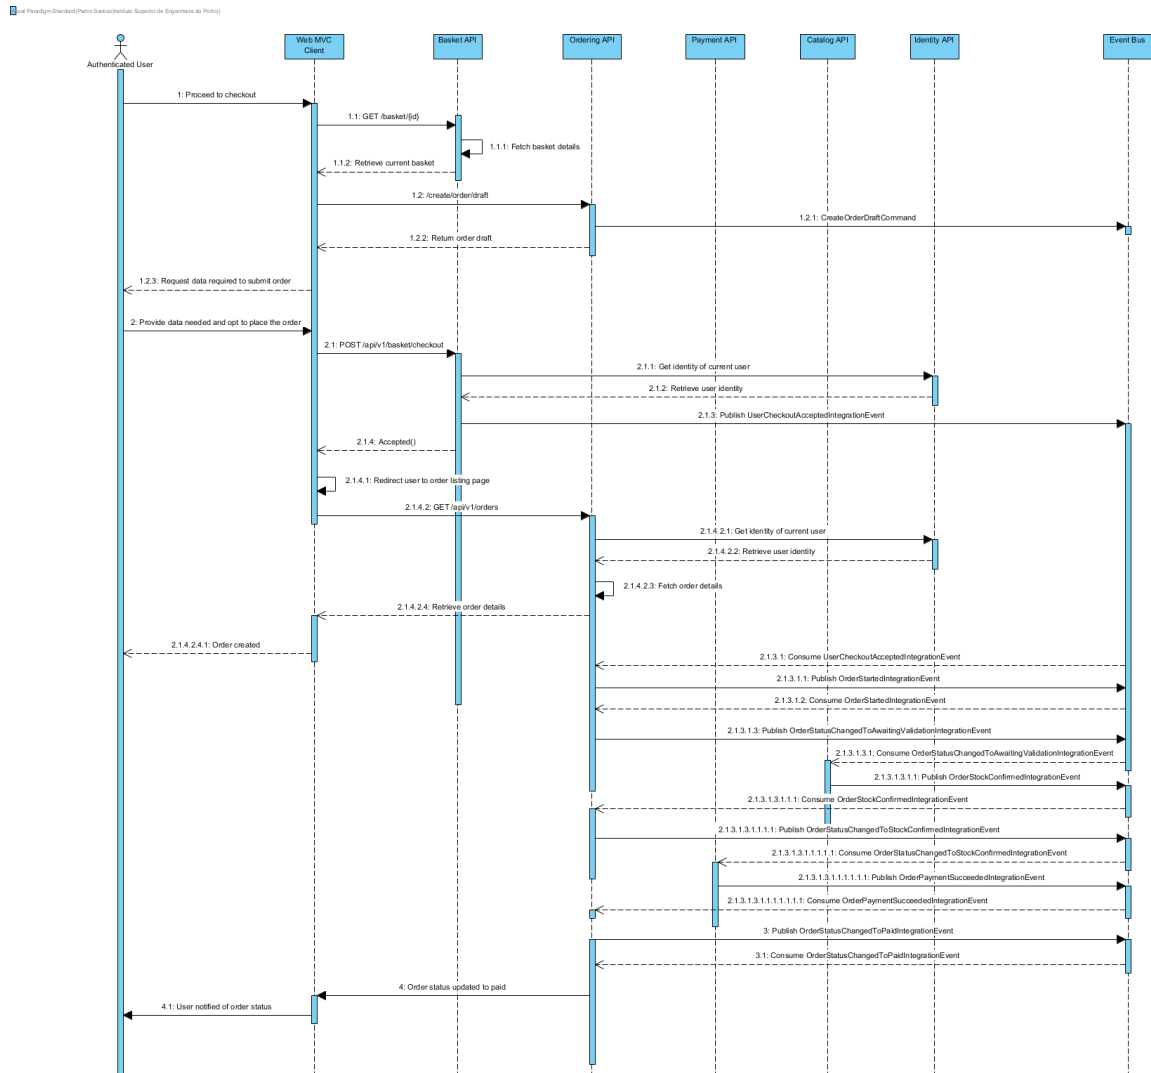 Visual Paradigm Standard(Pedro Santos(Instituto Superior de Engenharia do Porto))
Authenticated User
Web MVC
Client
Basket API
Ordering API
Payment API
Catalog API
Identity API
Event Bus
1: Proceed to checkout
1.1: GET /basket/{id}
1.1.1: Fetch basket details
1.1.2: Retrieve current basket
1.2: /create/order/draft
1.2.1: CreateOrderDraftCommand
1.2.2: Return order draft
1.2.3: Request data required to submit order
2: Provide data needed and opt to place the order
2.1: POST /api/v1/basket/checkout
2.1.1: Get identity of current user
2.1.2: Retrieve user identity
2.1.3: Publish UserCheckoutAcceptedIntegrationEvent
2.1.4: Accepted()
2.1.4.1: Redirect user to order listing page
2.1.4.2: GET /api/v1/orders
2.1.4.2.1: Get identity of current user
2.1.4.2.2: Retrieve user identity
2.1.4.2.3: Fetch order details
2.1.4.2.4: Retrieve order details
2.1.4.2.4.1: Order created
2.1.3.1: Consume UserCheckoutAcceptedIntegrationEvent
2.1.3.1.1: Publish OrderStartedIntegrationEvent
2.1.3.1.2: Consume OrderStartedIntegrationEvent
2.1.3.1.3: Publish OrderStatusChangedToAwaitingValidationIntegrationEvent
2.1.3.1.3.1: Consume OrderStatusChangedToAwaitingValidationIntegrationEvent
2.1.3.1.3.1.1: Publish OrderStockConfirmedIntegrationEvent
2.1.3.1.3.1.1.1: Consume OrderStockConfirmedIntegrationEvent
2.1.3.1.3.1.1.1.1: Publish OrderStatusChangedToStockConfirmedIntegrationEvent
2.1.3.1.3.1.1.1.1.1: Consume OrderStatusChangedToStockConfirmedIntegrationEvent
2.1.3.1.3.1.1.1.1.1.1: Publish OrderPaymentSucceededIntegrationEvent
2.1.3.1.3.1.1.1.1.1.1.1: Consume OrderPaymentSucceededIntegrationEvent
3: Publish OrderStatusChangedToPaidIntegrationEvent
3.1: Consume OrderStatusChangedToPaidIntegrationEvent
4: Order status updated to paid
4.1: User notified of order status